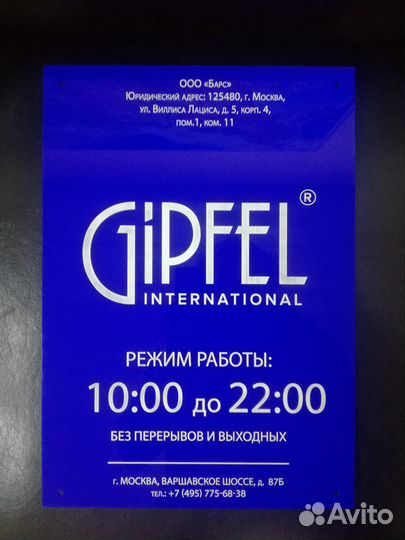 ООО «Барс»
Юридический адрес: 125480, г. Москва,
ул. Виллиса Лациса, д. 5, корп. 4,
пом.1, ком. 11
GiPFEL®
INTERNATIONAL
РЕЖИМ РАБОТЫ:
10:00 до 22:00
БЕЗ ПЕРЕРЫВОВ И ВЫХОДНЫХ
г. МОСКВА, ВАРШАВСКОЕ ШОССЕ, д. 87Б
ТЕЛ.: +7 (495) 775-68-38
Avito